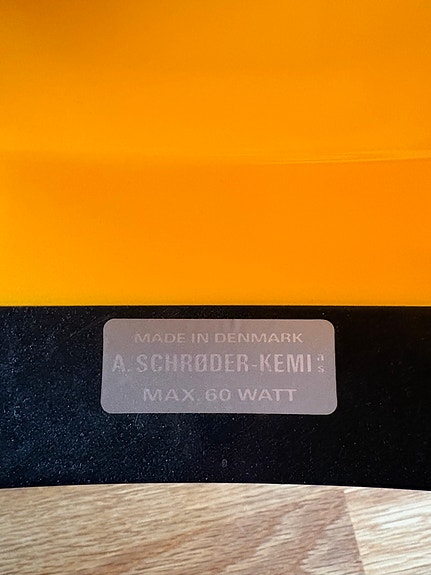 MADE IN DENMARK
A. SCHRØDER-KEMI a/s
MAX. 60 WATT